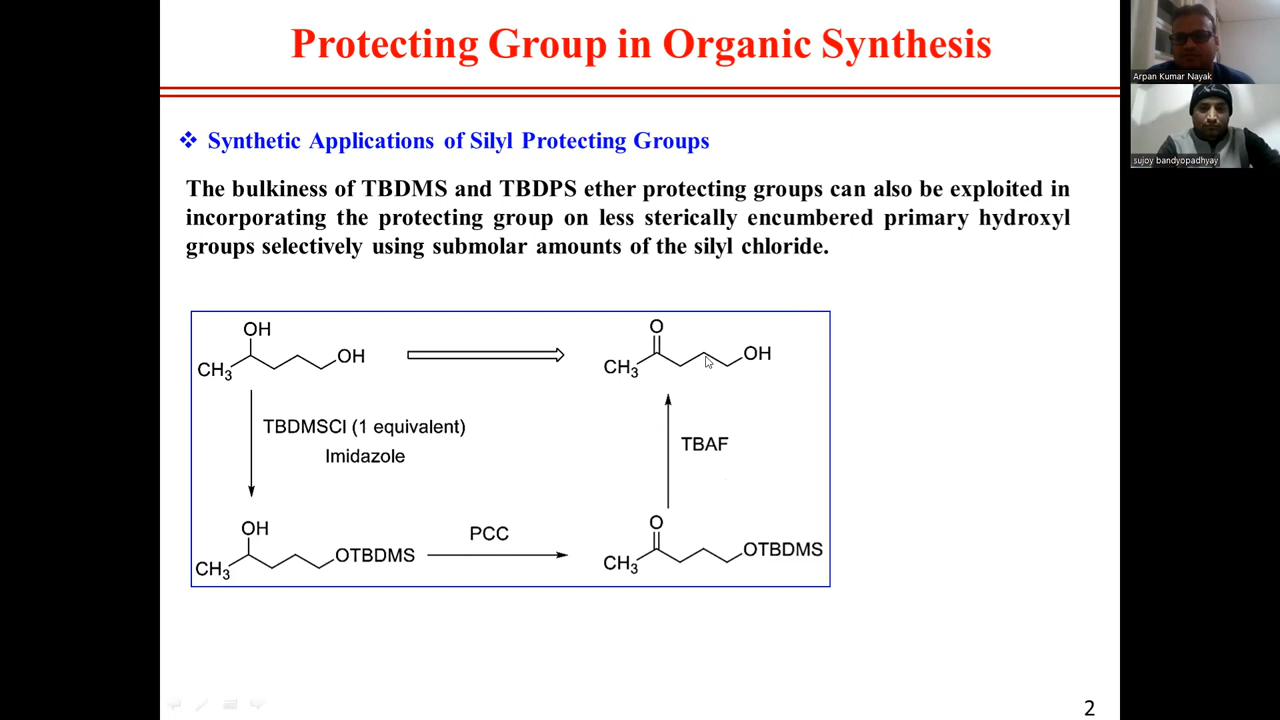 Protecting Group in Organic Synthesis
Arpan Kumar Nayak
sujoy bandyopadhyay
❖ Synthetic Applications of Silyl Protecting Groups
The bulkiness of TBDMS and TBDPS ether protecting groups can also be exploited in
incorporating the protecting group on less sterically encumbered primary hydroxyl
groups selectively using submolar amounts of the silyl chloride.
OH
OH
CH3
O
OH
CH3
TBDMSCl (1 equivalent)
Imidazole
TBAF
OH
OTBDMS
CH3
PCC
O
OTBDMS
CH3
2